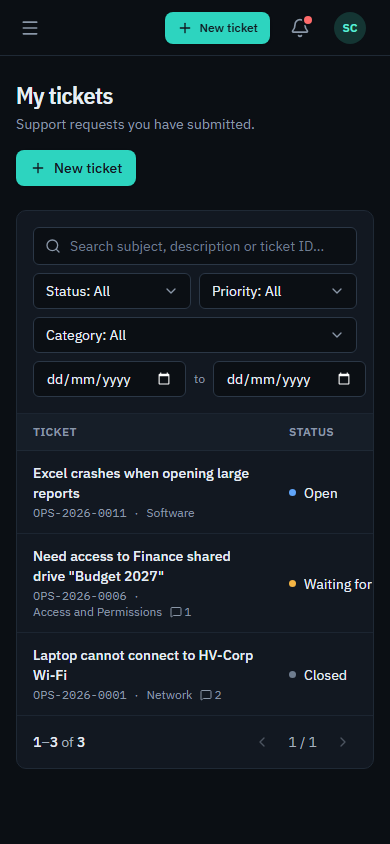 New ticket
SC
My tickets
Support requests you have submitted.
New ticket
Search subject, description or ticket ID...
Status: All
Priority: All
Category: All
dd/mm/yyyy to dd/mm/yyyy
TICKET STATUS
Excel crashes when opening large
reports
OPS-2026-0011 · Software
Open
Need access to Finance shared
drive "Budget 2027"
OPS-2026-0006 ·
Access and Permissions 1
Waiting for
Laptop cannot connect to HV-Corp
Wi-Fi
OPS-2026-0001 · Network 2
Closed
1–3 of 3
1 / 1